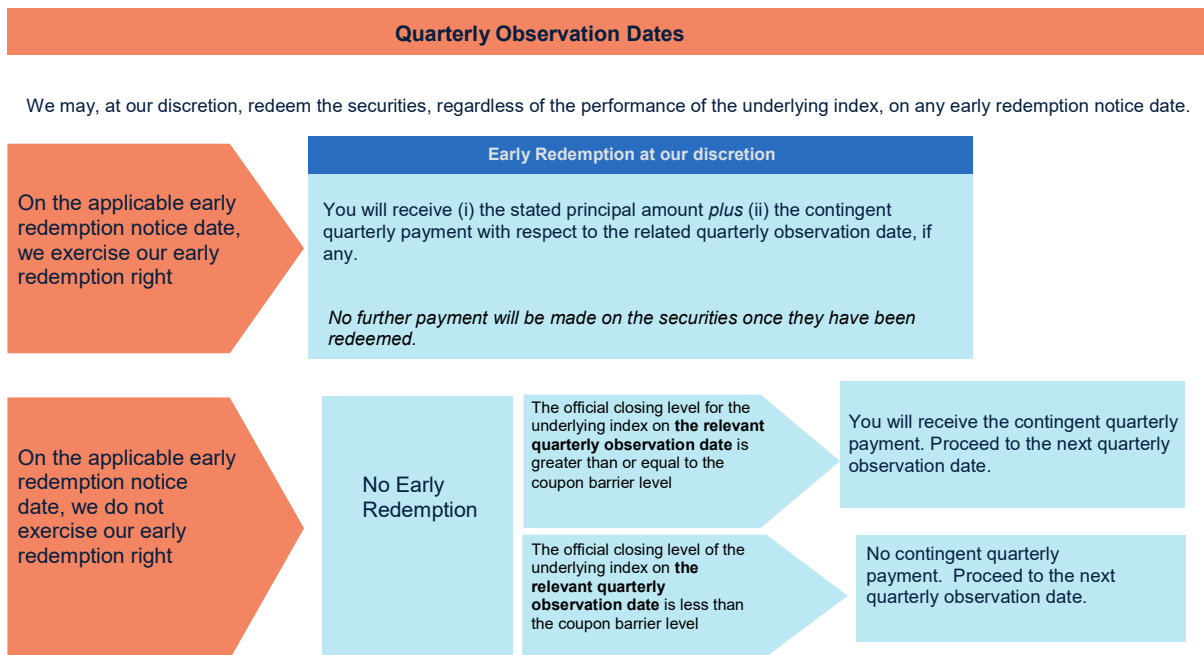 Quarterly Observation Dates
We may, at our discretion, redeem the securities, regardless of the performance of the underlying index, on any early redemption notice date.
On the applicable early
redemption notice date,
we exercise our early
redemption right
Early Redemption at our discretion
You will receive (i) the stated principal amount plus (ii) the contingent
quarterly payment with respect to the related quarterly observation date, if
any.
No further payment will be made on the securities once they have been
redeemed.
On the applicable early
redemption notice
date, we do not
exercise our early
redemption right
No Early
Redemption
The official closing level for the
underlying index on the relevant
quarterly observation date is
greater than or equal to the
coupon barrier level
You will receive the contingent quarterly
payment. Proceed to the next quarterly
observation date.
The official closing level of the
underlying index on the
relevant quarterly
observation date is less than
the coupon barrier level
No contingent quarterly
payment.  Proceed to the next
quarterly observation date.